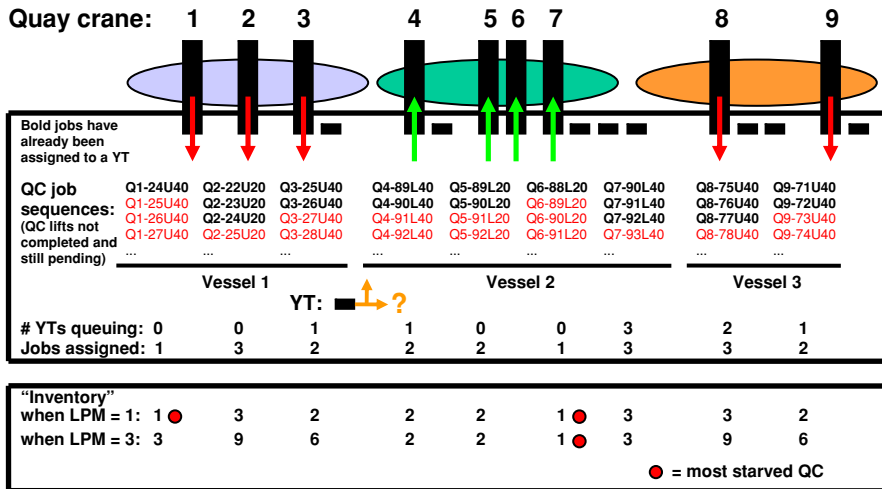 Quay crane: 1 2 3 4 5 6 7 8 9
Bold jobs have
already been
assigned to a YT
QC job
sequences:
(QC lifts not
completed and
still pending)
Q1-24U40 Q2-22U20 Q3-25U40 Q4-89L40 Q5-89L20 Q6-88L20 Q7-90L40 Q8-75U40 Q9-71U40
Q1-25U40 Q2-23U20 Q3-26U40 Q4-90L40 Q5-90L20 Q6-89L20 Q7-91L40 Q8-76U40 Q9-72U40
Q1-26U40 Q2-24U20 Q3-27U40 Q4-91L40 Q5-91L20 Q6-90L20 Q7-92L40 Q8-77U40 Q9-73U40
Q1-27U40 Q2-25U20 Q3-28U40 Q4-92L40 Q5-92L20 Q6-91L20 Q7-93L40 Q8-78U40 Q9-74U40
... ... ... ... ... ... ... ... ...
Vessel 1 Vessel 2 Vessel 3
YT: ?
# YTs queuing: 0 0 1 1 0 0 3 2 1
Jobs assigned: 1 3 2 2 2 1 3 3 2
“Inventory”
when LPM = 1: 1 3 2 2 2 1 3 3 2
when LPM = 3: 3 9 6 2 2 1 3 9 6
= most starved QC